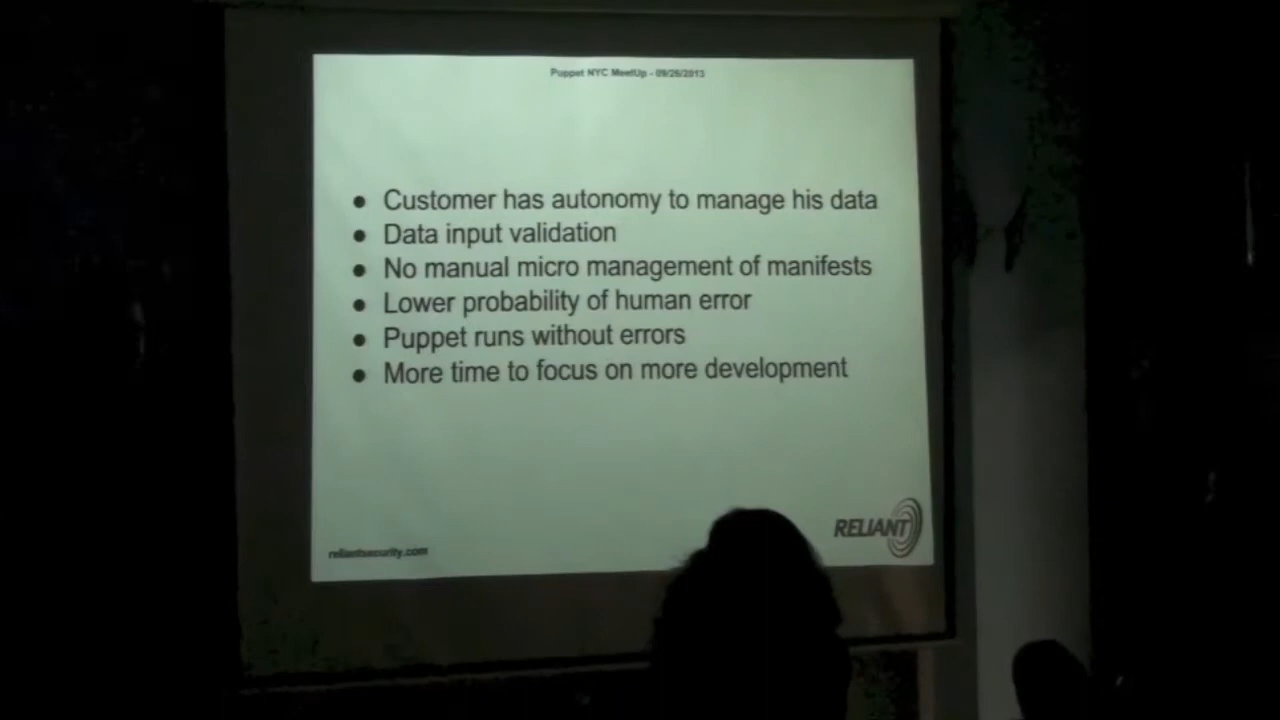 Puppet NYC MeetUp - 09/26/2013
● Customer has autonomy to manage his data
● Data input validation
● No manual micro management of manifests
● Lower probability of human error
● Puppet runs without errors
● More time to focus on more development
RELIANT
reliantsecurity.com